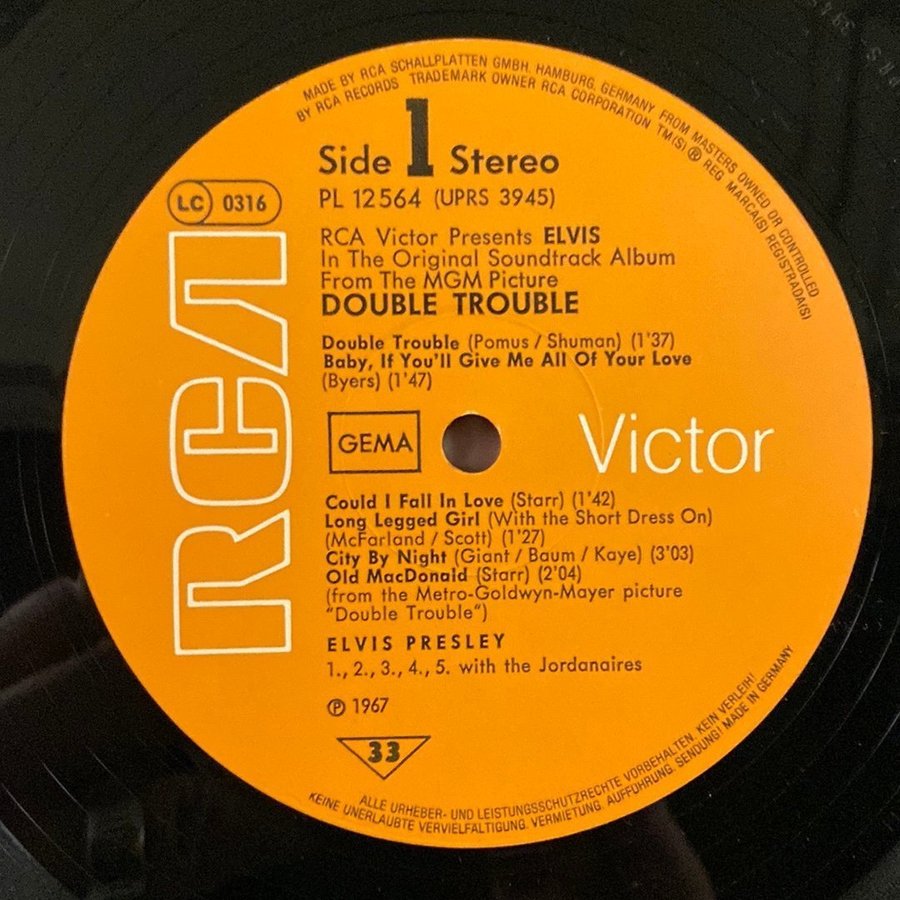 MADE BY RCA SCHALLPLATTEN GMBH. HAMBURG, GERMANY FROM MASTERS OWNED OR CONTROLLED
BY RCA RECORDS TRADEMARK OWNER RCA CORPORATION TM(S) ® REG MARCA(S) REGISTRADA(S)
Side 1 Stereo
PL 12564 (UPRS 3945)
LC 0316
RCA Victor Presents ELVIS
In The Original Soundtrack Album
From The MGM Picture
DOUBLE TROUBLE
Double Trouble (Pomus / Shuman) (1'37)
Baby, If You'll Give Me All Of Your Love
(Byers) (1'47)
RCA
GEMA
Victor
Could I Fall In Love (Starr) (1'42)
Long Legged Girl (With the Short Dress On)
(McFarland / Scott) (1'27)
City By Night (Giant / Baum / Kaye) (3'03)
Old MacDonald (Starr) (2'04)
(from the Metro-Goldwyn-Mayer picture
"Double Trouble")
ELVIS PRESLEY
1., 2., 3., 4., 5. with the Jordanaires
℗ 1967
33
ALLE URHEBER- UND LEISTUNGSSCHUTZRECHTE VORBEHALTEN. KEIN VERLEIH!
KEINE UNERLAUBTE VERVIELFÄLTIGUNG. VERMIETUNG. AUFFÜHRUNG. SENDUNG! MADE IN GERMANY